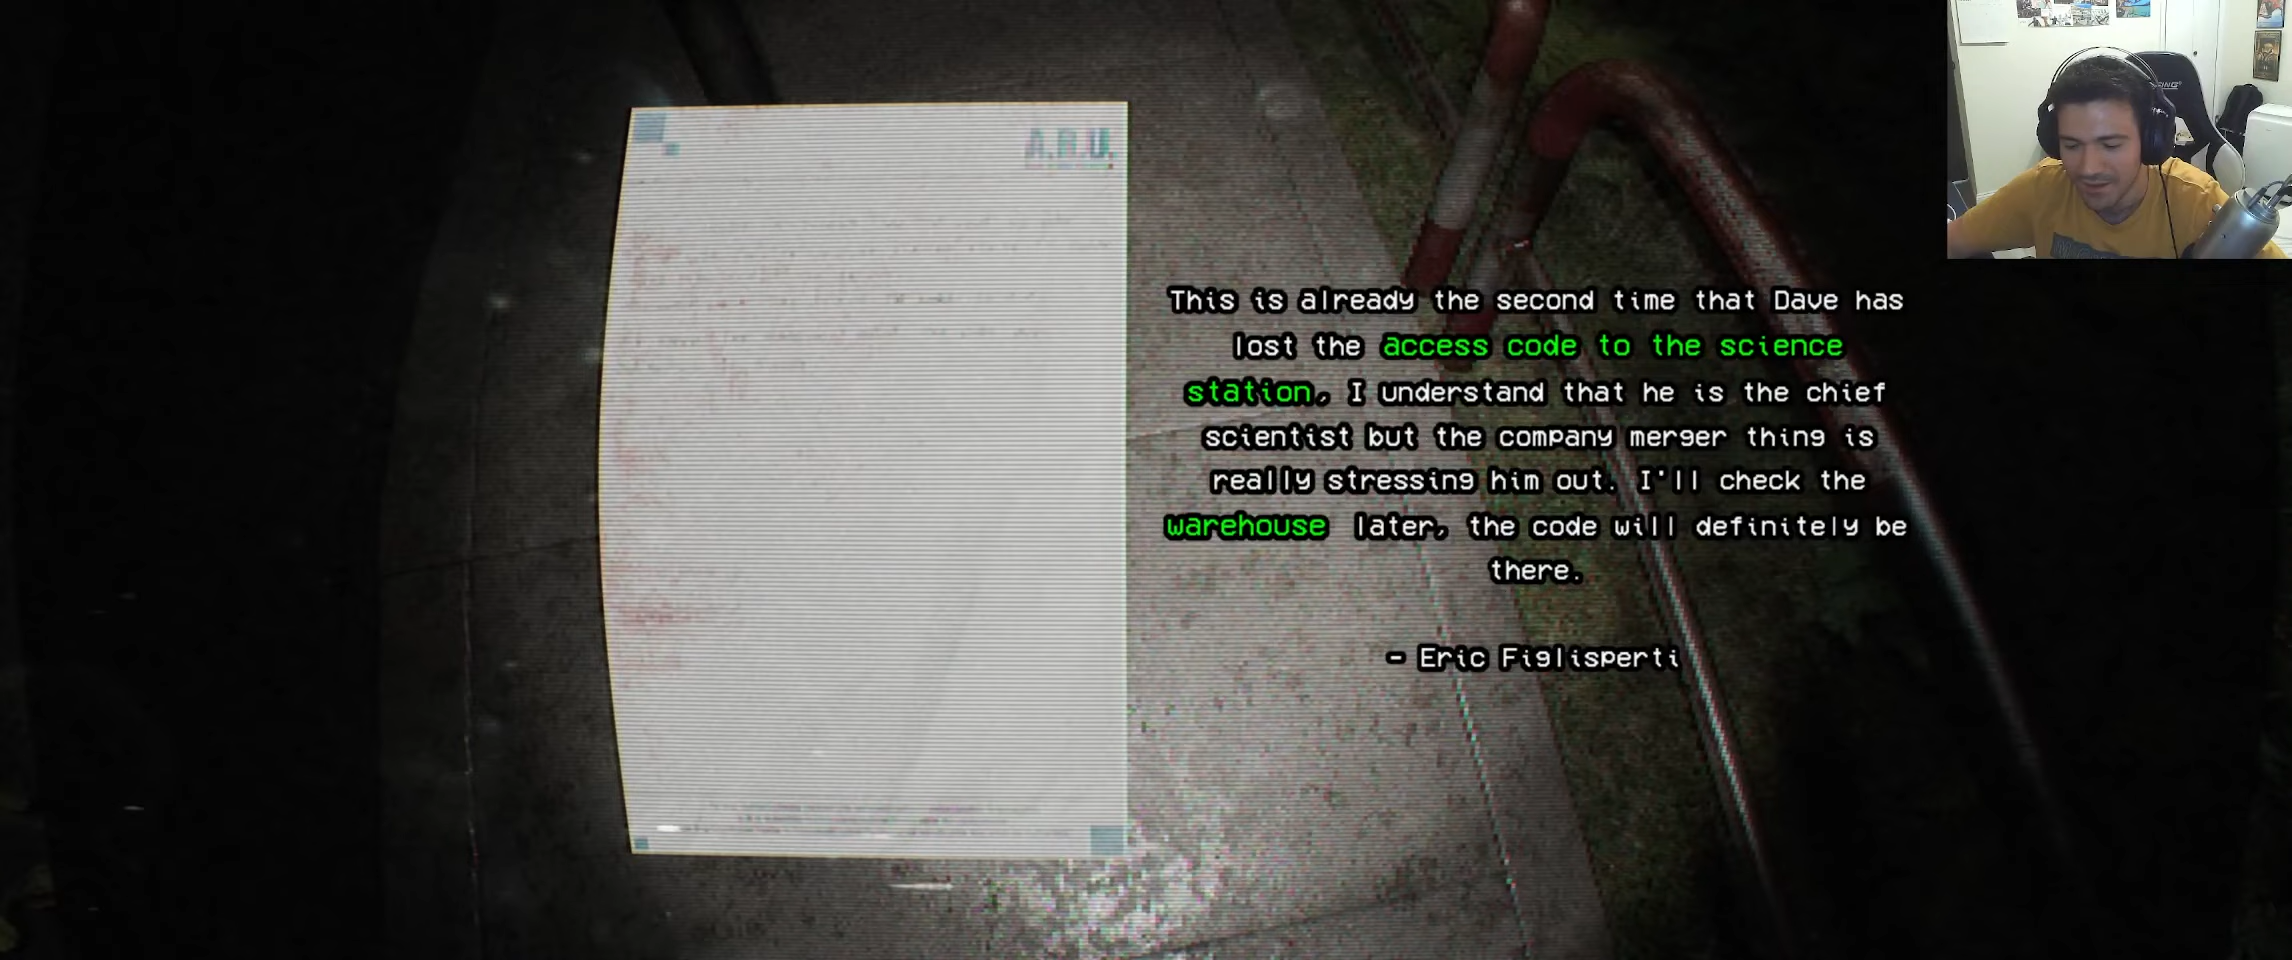 A.R.U.
This is already the second time that Dave has
lost the access code to the science
station, I understand that he is the chief
scientist but the company merger thing is
really stressing him out. I'll check the
warehouse later, the code will definitely be
there.
- Eric Figlisperti